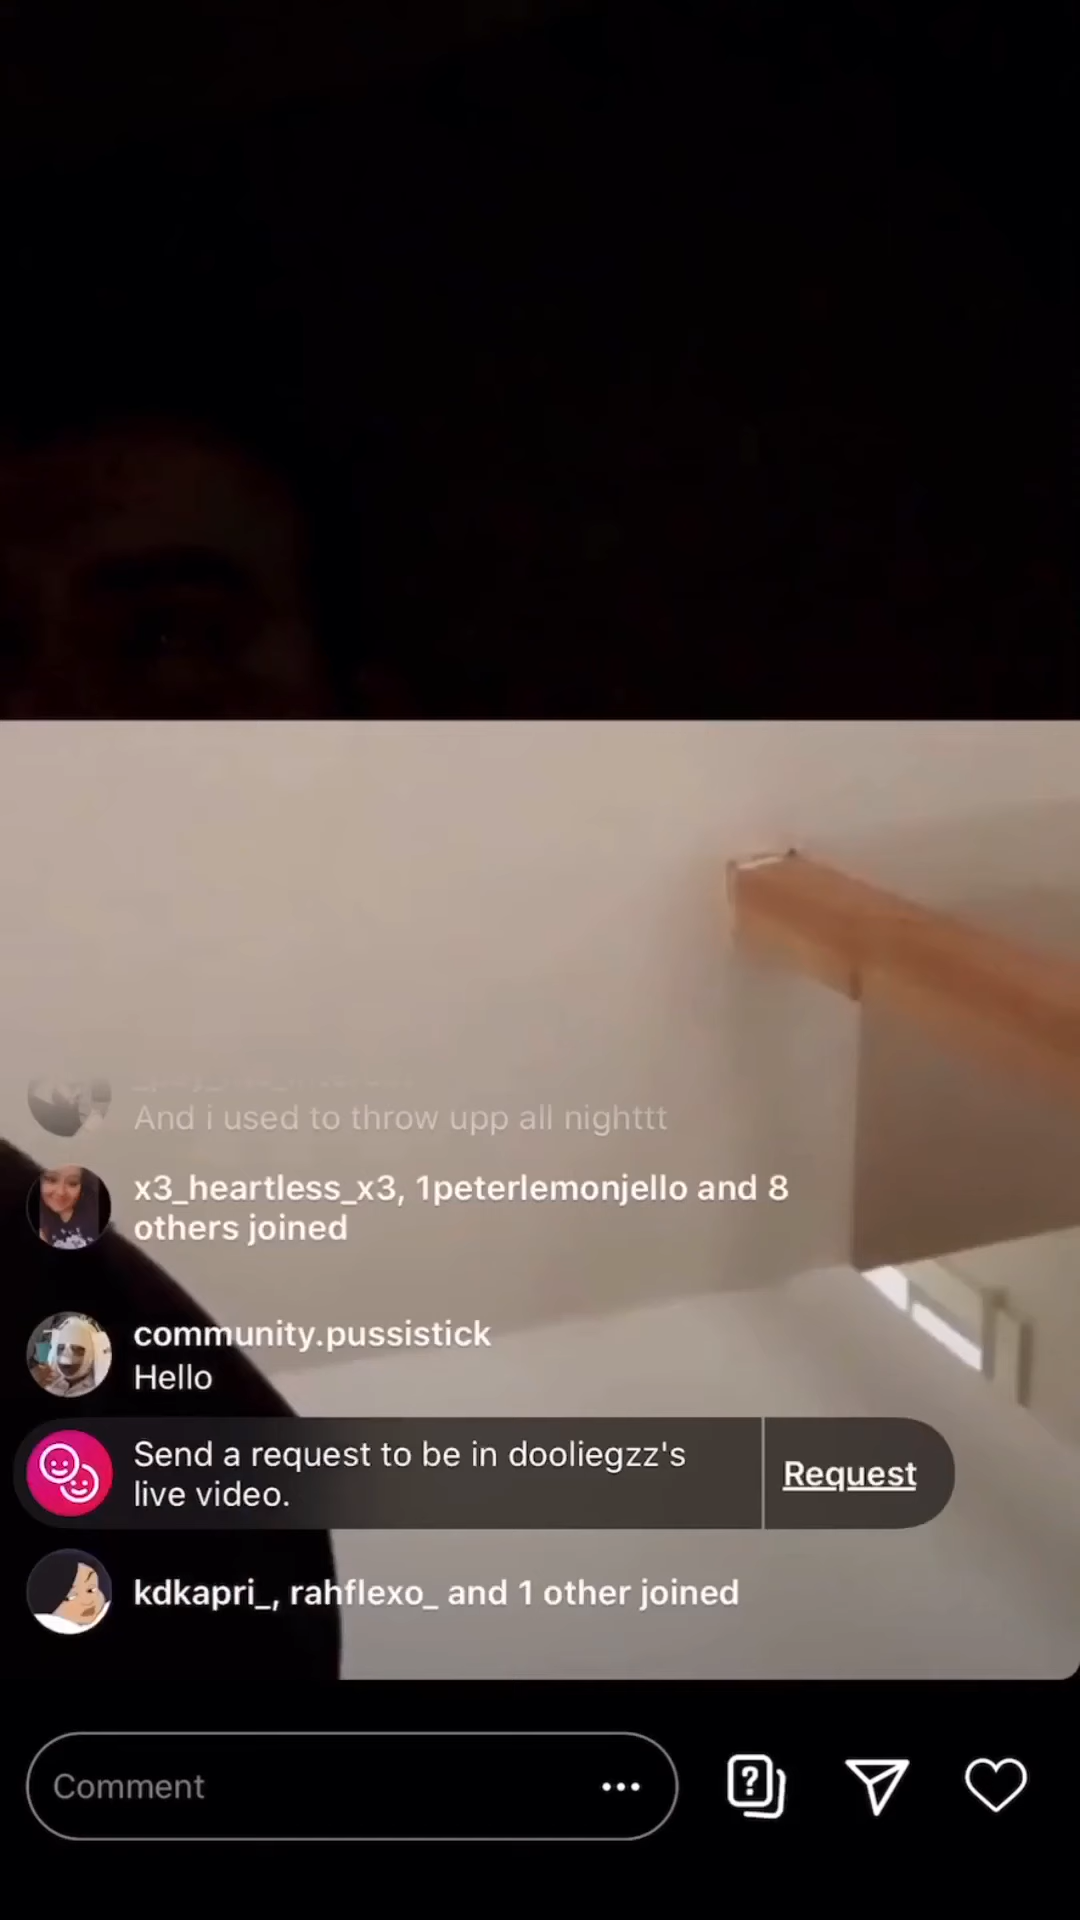 And i used to throw upp all nighttt
x3_heartless_x3, 1peterlemonjello and 8
others joined
community.pussistick
Hello
Send a request to be in dooliegzz's
live video.
Request
kdkapri_, rahflexo_ and 1 other joined
Comment
?